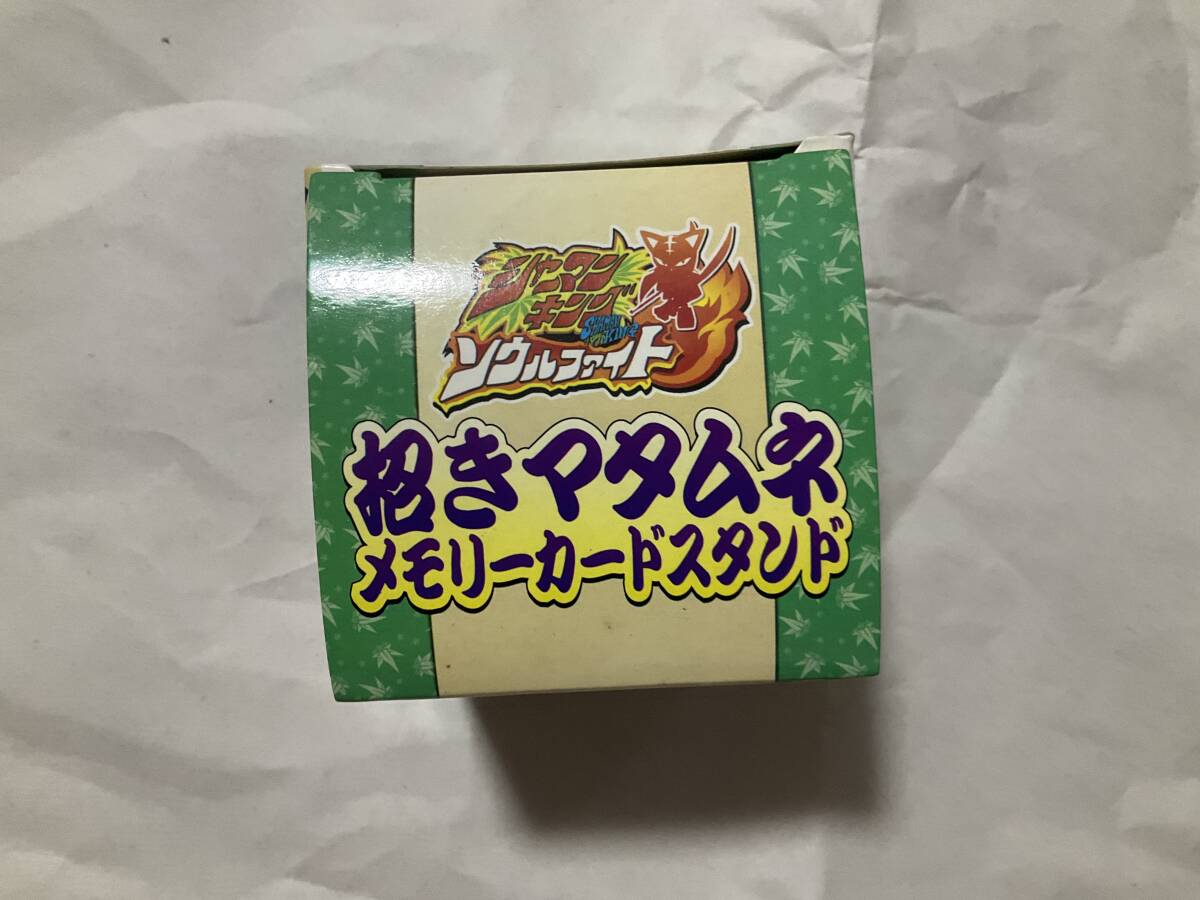 シャーマン
キング
SHAMAN KING
ソウルファイト
招きマタムネ
メモリーカードスタンド